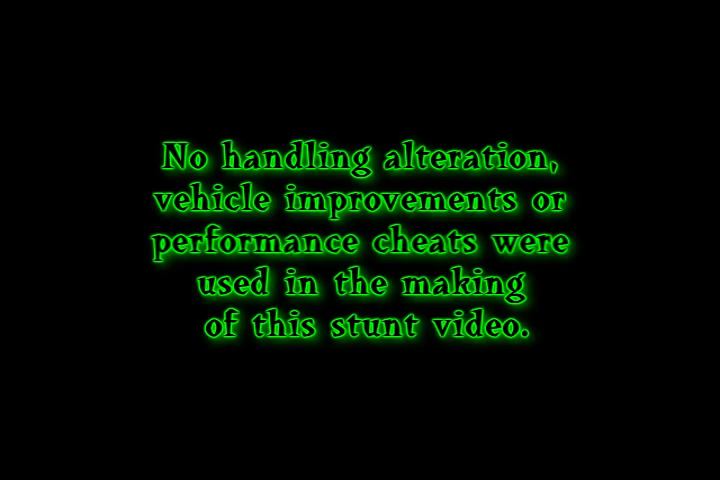 No handling alteration,
vehicle improvements or
performance cheats were
used in the making
of this stunt video.